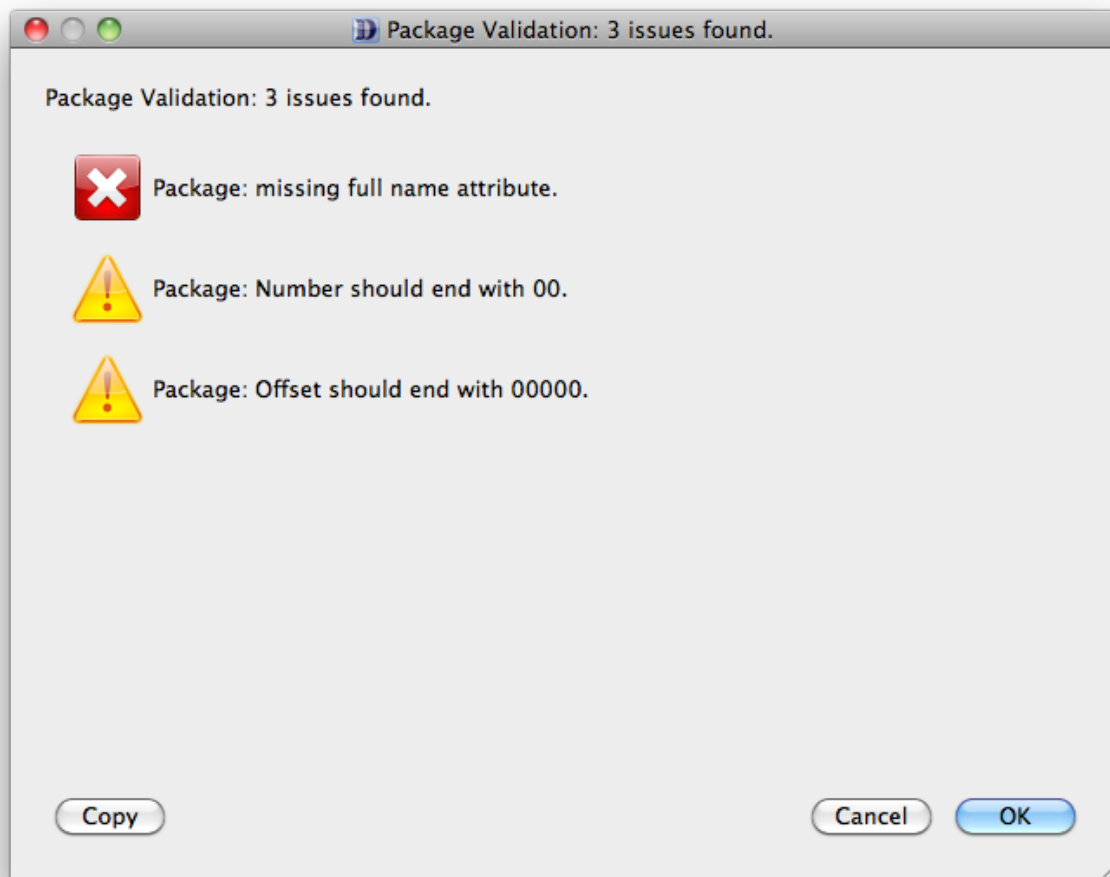 Package Validation: 3 issues found.
Package Validation: 3 issues found.
Package: missing full name attribute.
Package: Number should end with 00.
Package: Offset should end with 00000.
Copy
Cancel
OK